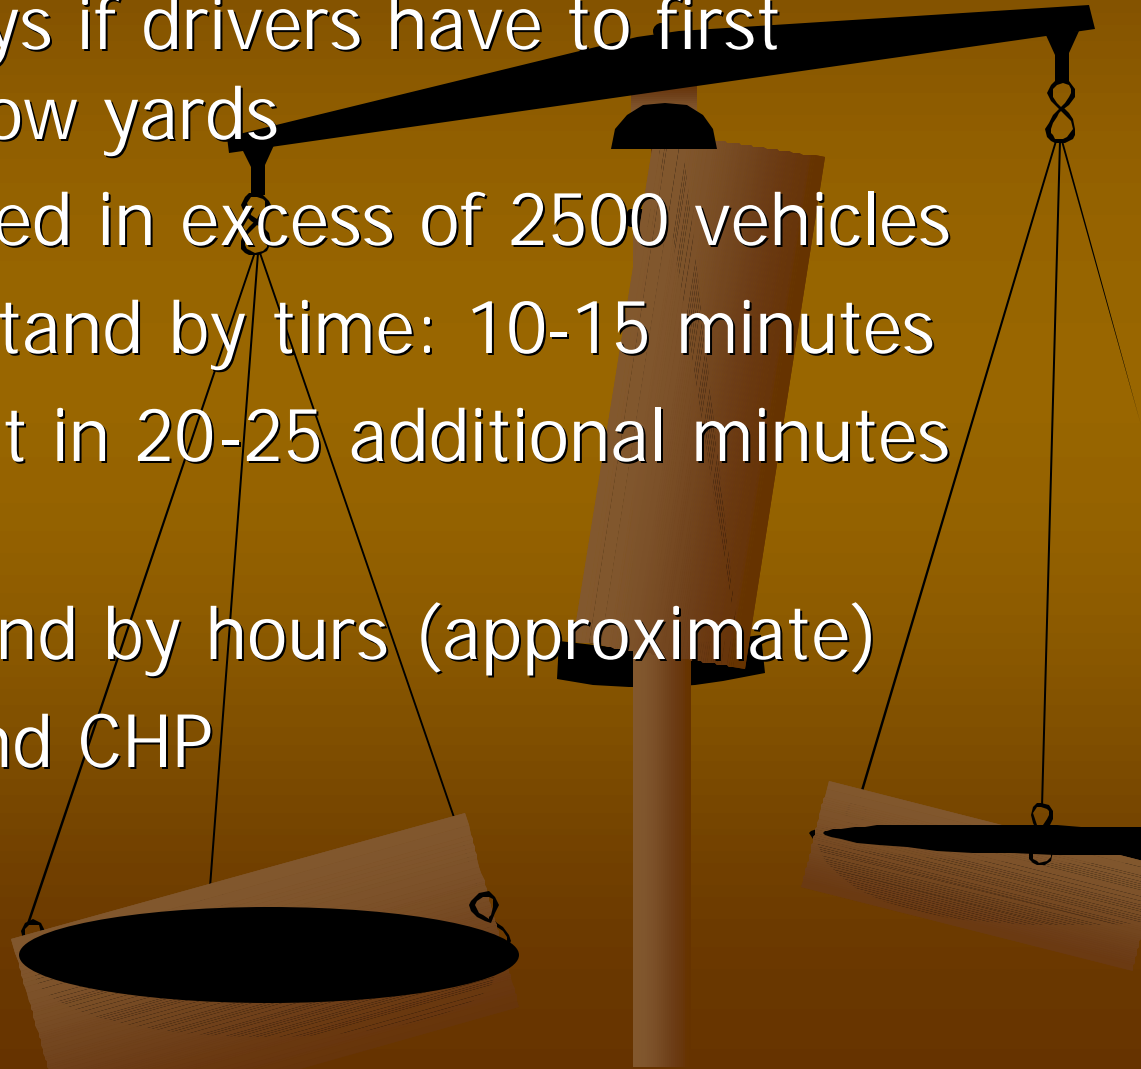 ys if drivers have to first
ow yards
ed in excess of 2500 vehicles
tand by time: 10-15 minutes
t in 20-25 additional minutes
nd by hours (approximate)
nd CHP